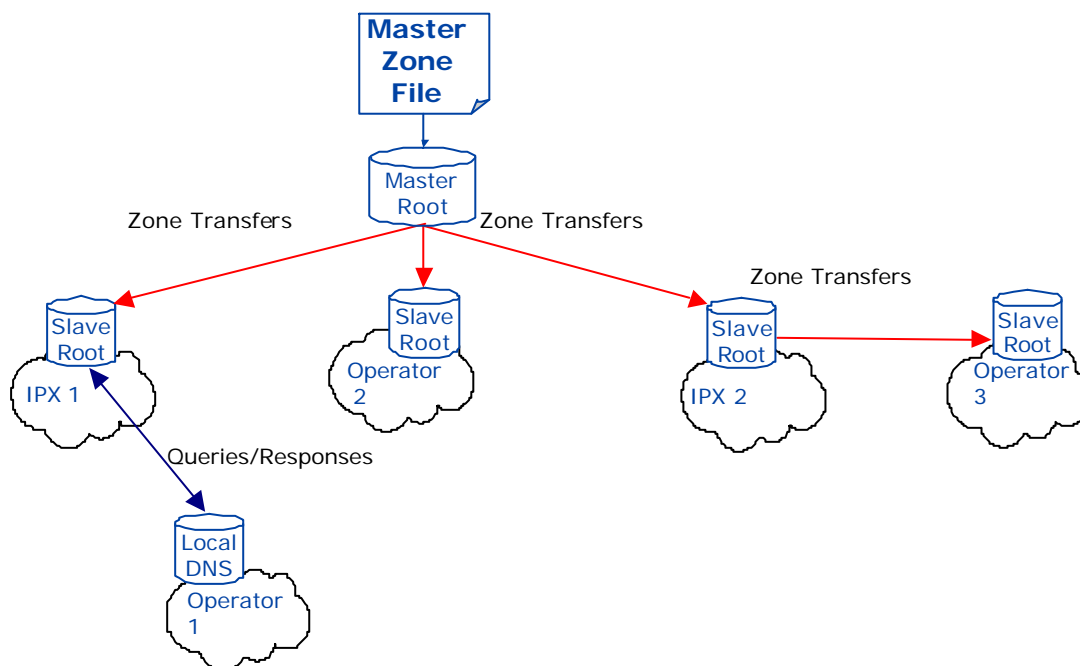 Master
Zone
File
Master
Root
Zone Transfers
Zone Transfers
Zone Transfers
Slave
Root
IPX 1
Slave
Root
Operator
2
Slave
Root
IPX 2
Slave
Root
Operator
3
Queries/Responses
Local
DNS
Operator
1